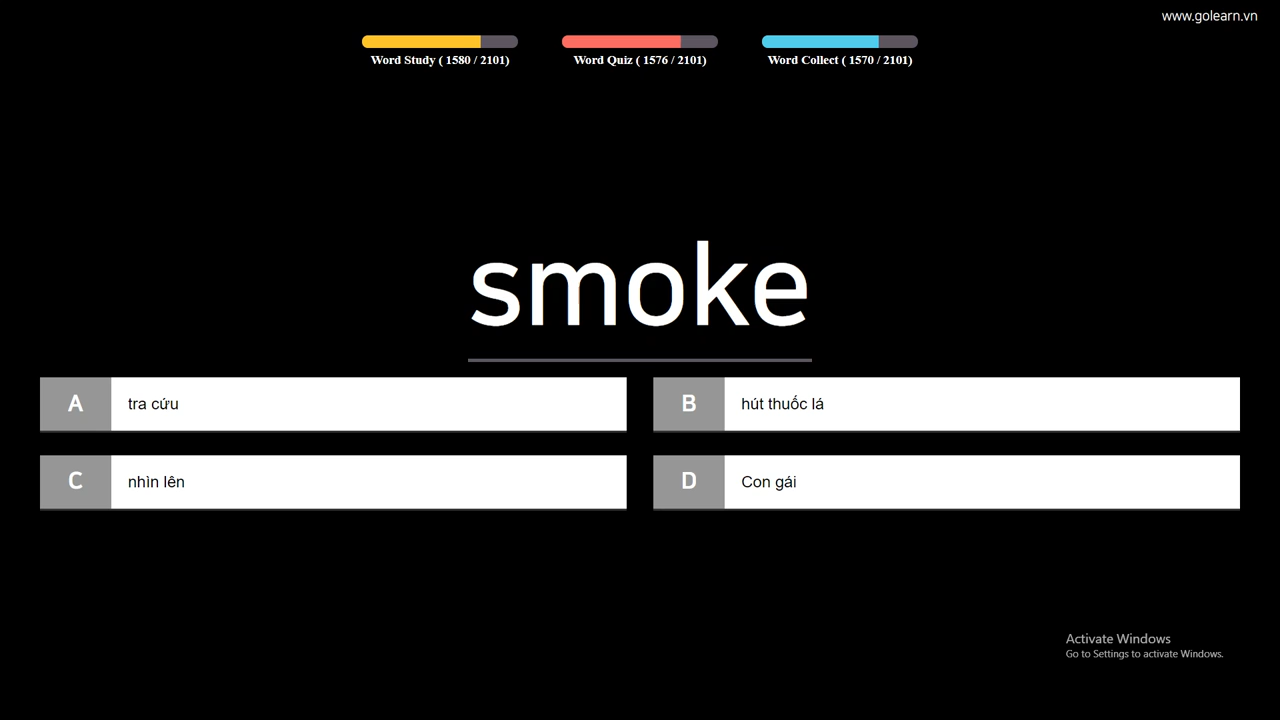 www.golearn.vn
Word Study ( 1580 / 2101)
Word Quiz ( 1576 / 2101)
Word Collect ( 1570 / 2101)
smoke
A tra cứu
B hút thuốc lá
C nhìn lên
D Con gái
Activate Windows
Go to Settings to activate Windows.